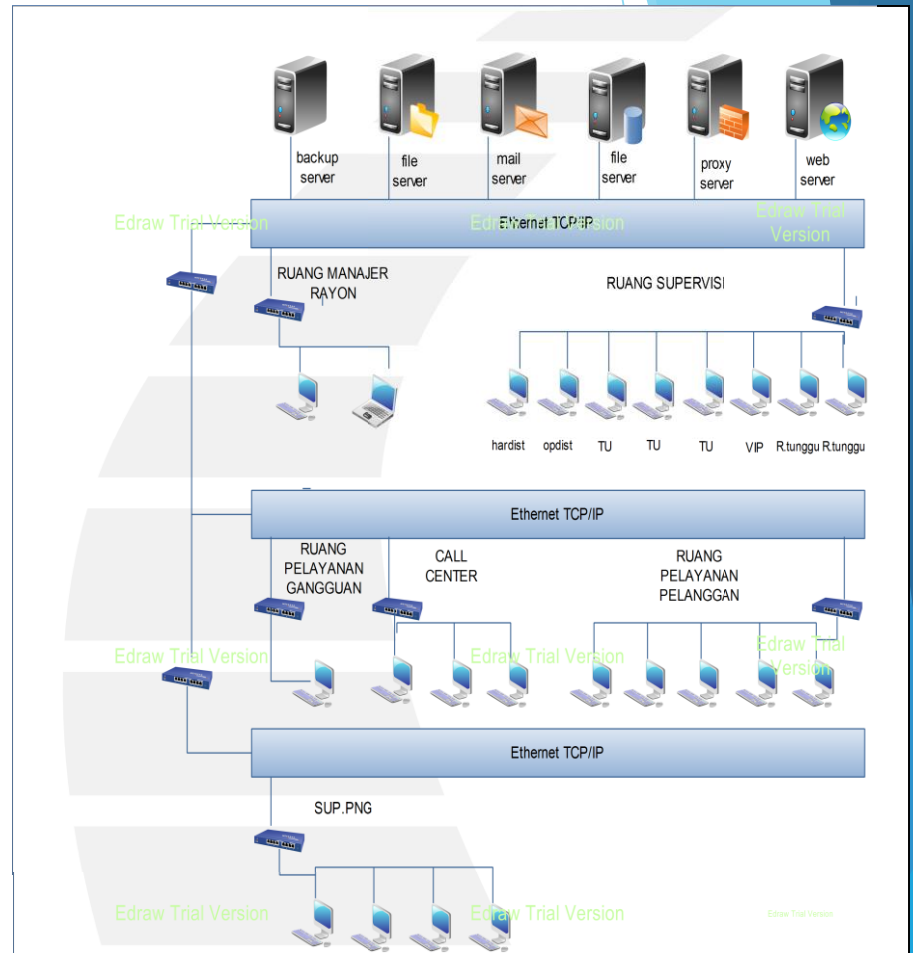 backup
server
file
server
mail
server
file
server
proxy
server
web
server
Edraw Trial Version
Ethernet TCP/IP
Edraw Trial Version
Edraw Trial
Version
RUANG MANAJER
RAYON
RUANG SUPERVISI
hardist opdist TU TU TU VIP R.tunggu R.tunggu
Ethernet TCP/IP
RUANG
PELAYANAN
GANGGUAN
CALL
CENTER
RUANG
PELAYANAN
PELANGGAN
Edraw Trial Version
Edraw Trial Version
Edraw Trial
Version
Ethernet TCP/IP
SUP.PNG
Edraw Trial Version
Edraw Trial Version
Edraw Trial Version